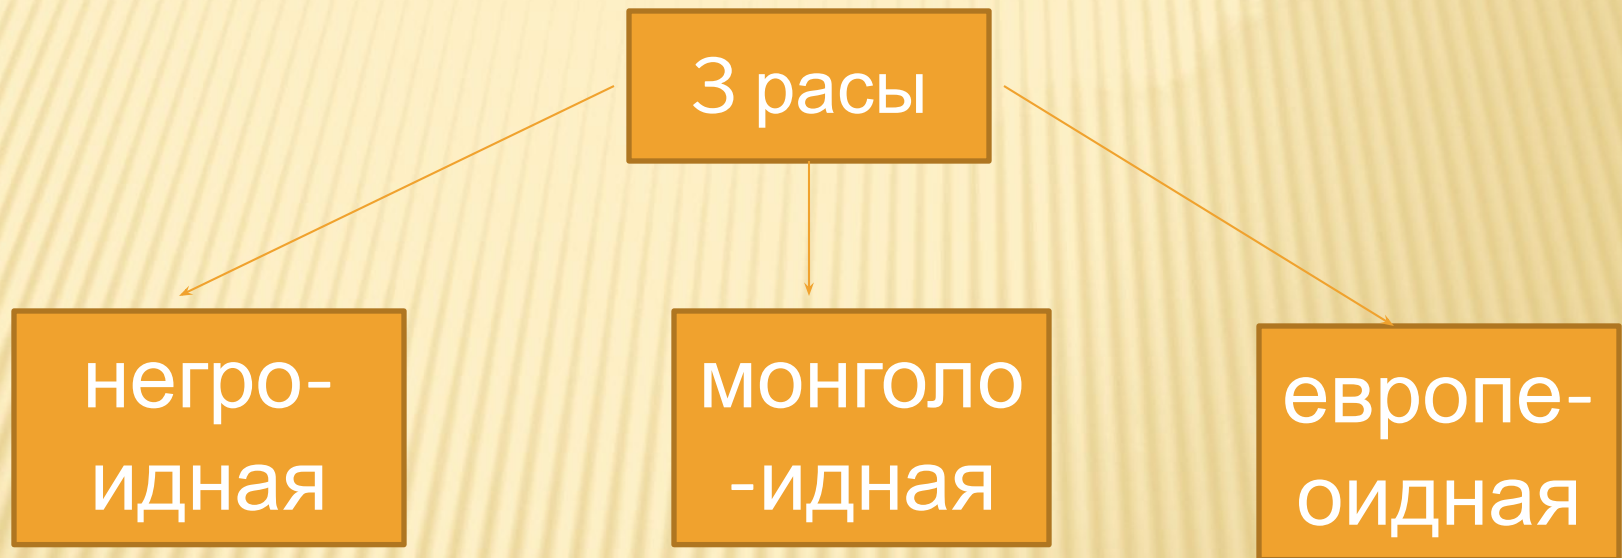 3 расы
негро-
идная
монголо
-идная
европе-
оидная